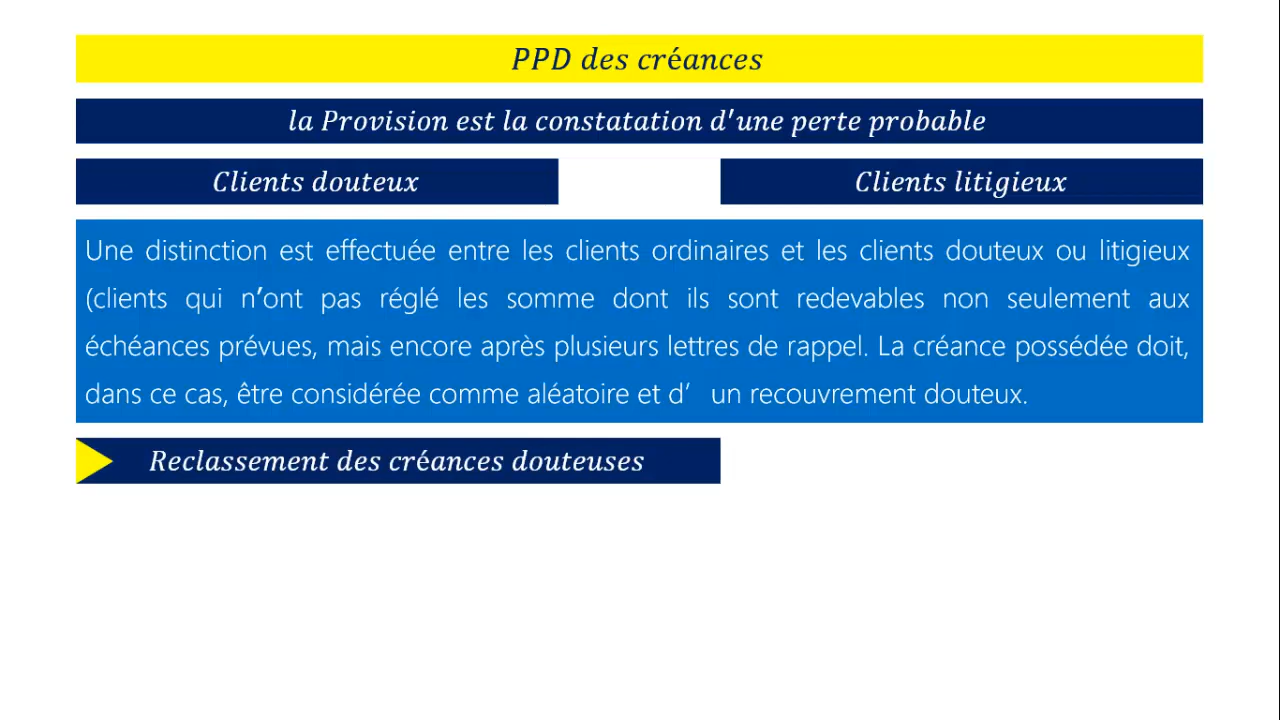 PPD des créances
la Provision est la constatation d'une perte probable
Clients douteux
Clients litigieux
Une distinction est effectuée entre les clients ordinaires et les clients douteux ou litigieux
(clients qui n’ont pas réglé les somme dont ils sont redevables non seulement aux
échéances prévues, mais encore après plusieurs lettres de rappel. La créance possédée doit,
dans ce cas, être considérée comme aléatoire et d’ un recouvrement douteux.
Reclassement des créances douteuses